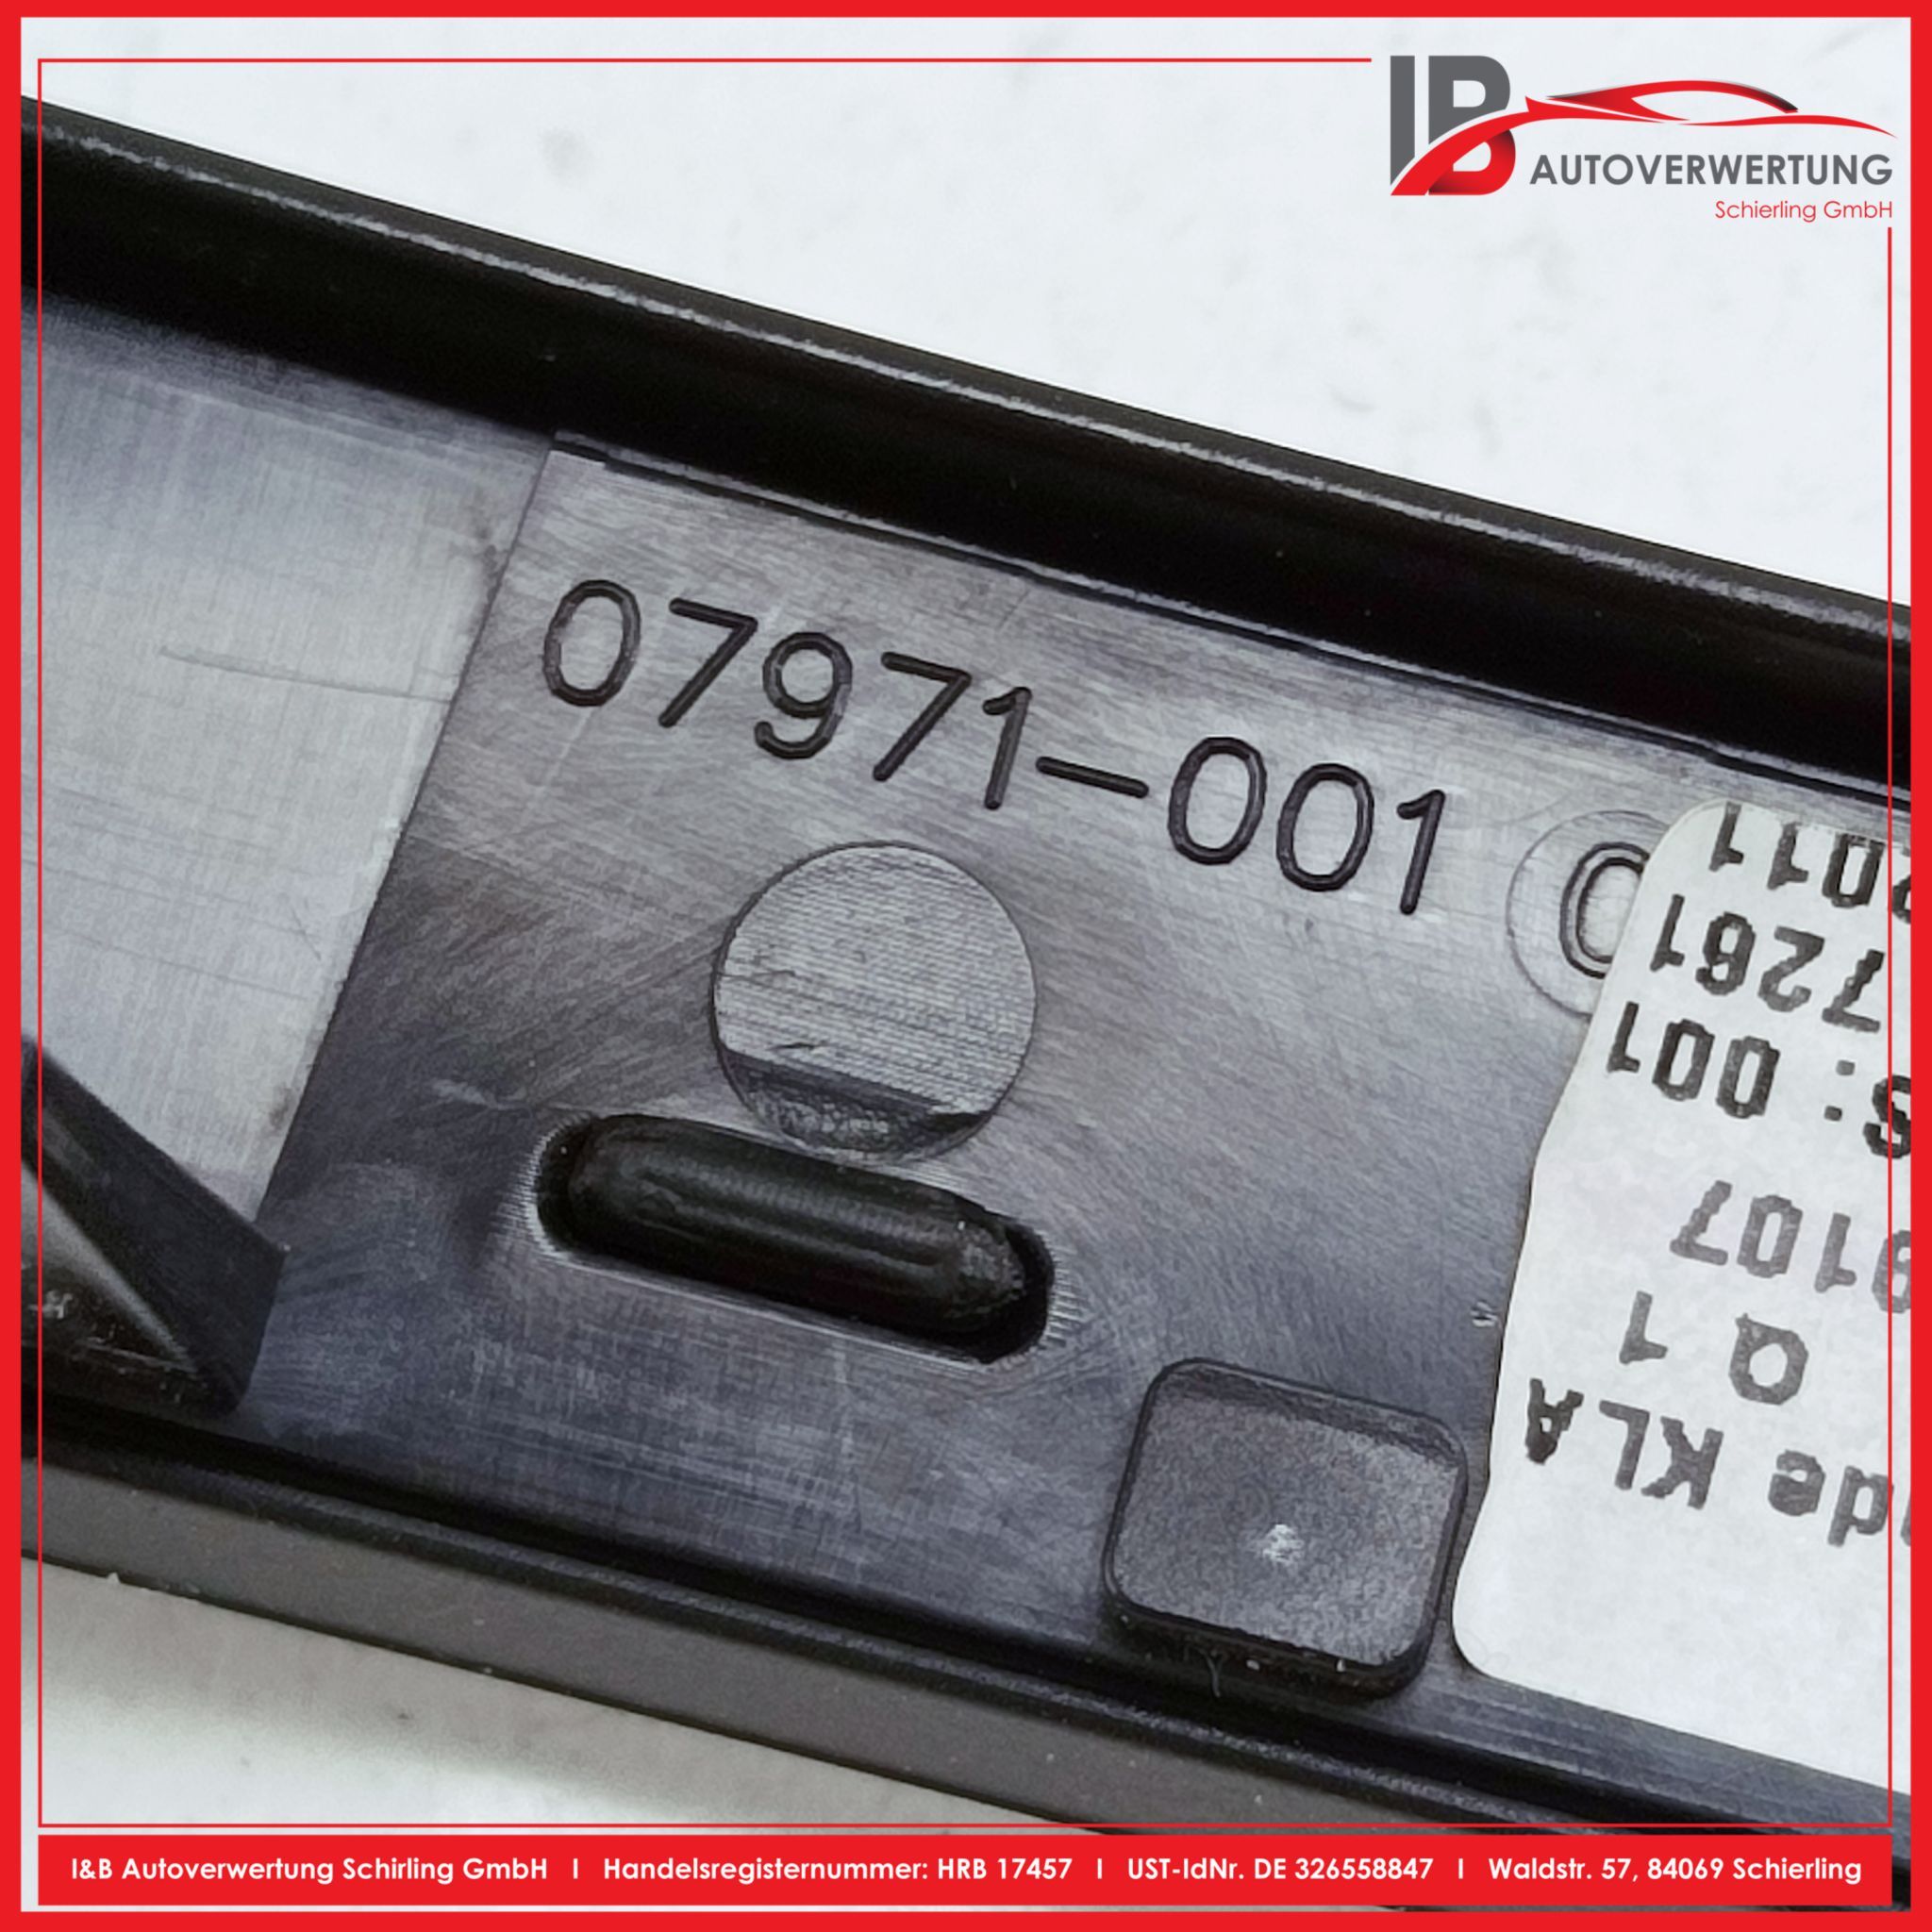 IB
AUTOVERWERTUNG
Schierling GmbH
07971-001
de KLA
Q 1
9107
S: 001
7261
2011
I&B Autoverwertung Schirling GmbH I Handelsregisternummer: HRB 17457 I UST-IdNr. DE 326558847 I Waldstr. 57, 84069 Schierling